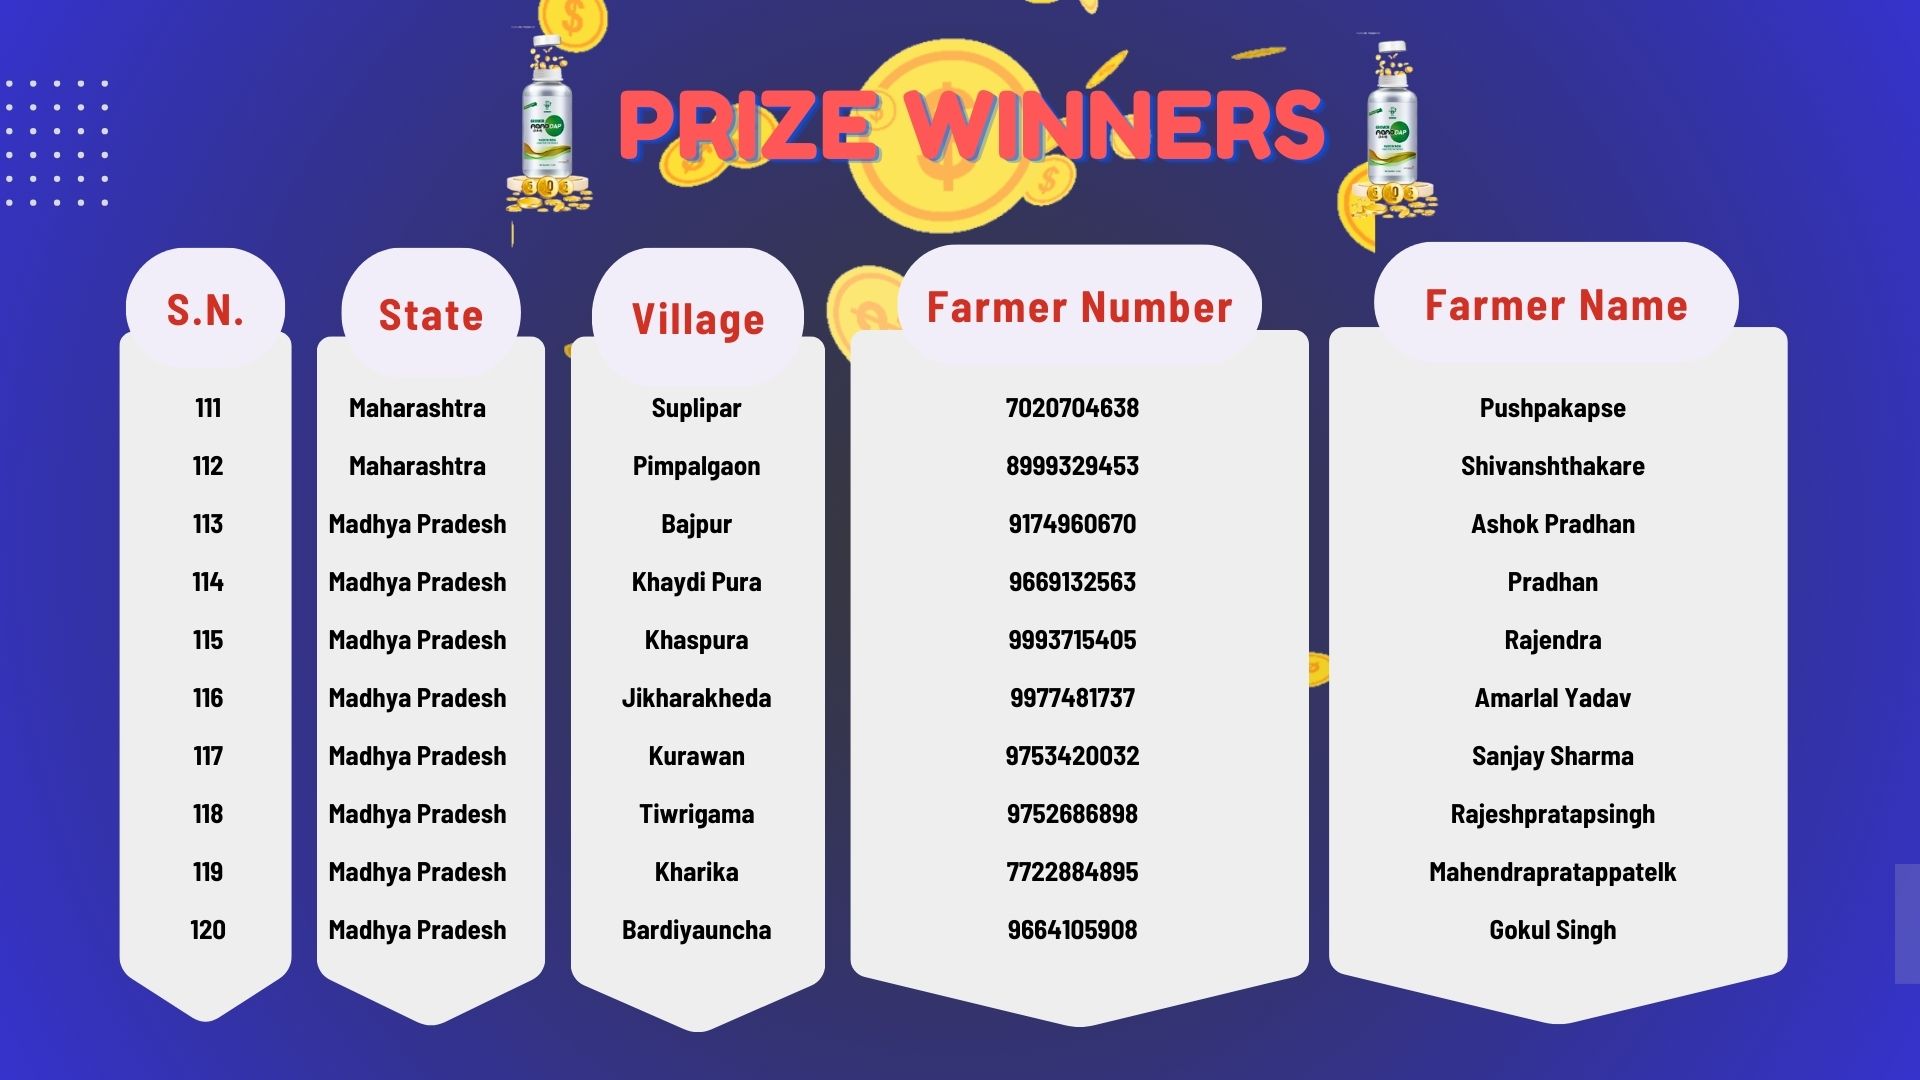 PRIZE WINNERS
S.N. State Village Farmer Number Farmer Name
111 Maharashtra Suplipar 7020704638 Pushpakapse
112 Maharashtra Pimpalgaon 8999329453 Shivanshthakare
113 Madhya Pradesh Bajpur 9174960670 Ashok Pradhan
114 Madhya Pradesh Khaydi Pura 9669132563 Pradhan
115 Madhya Pradesh Khaspura 9993715405 Rajendra
116 Madhya Pradesh Jikharakheda 9977481737 Amarlal Yadav
117 Madhya Pradesh Kurawan 9753420032 Sanjay Sharma
118 Madhya Pradesh Tiwrigama 9752686898 Rajeshpratapsingh
119 Madhya Pradesh Kharika 7722884895 Mahendrapratappatelk
120 Madhya Pradesh Bardiyauncha 9664105908 Gokul Singh